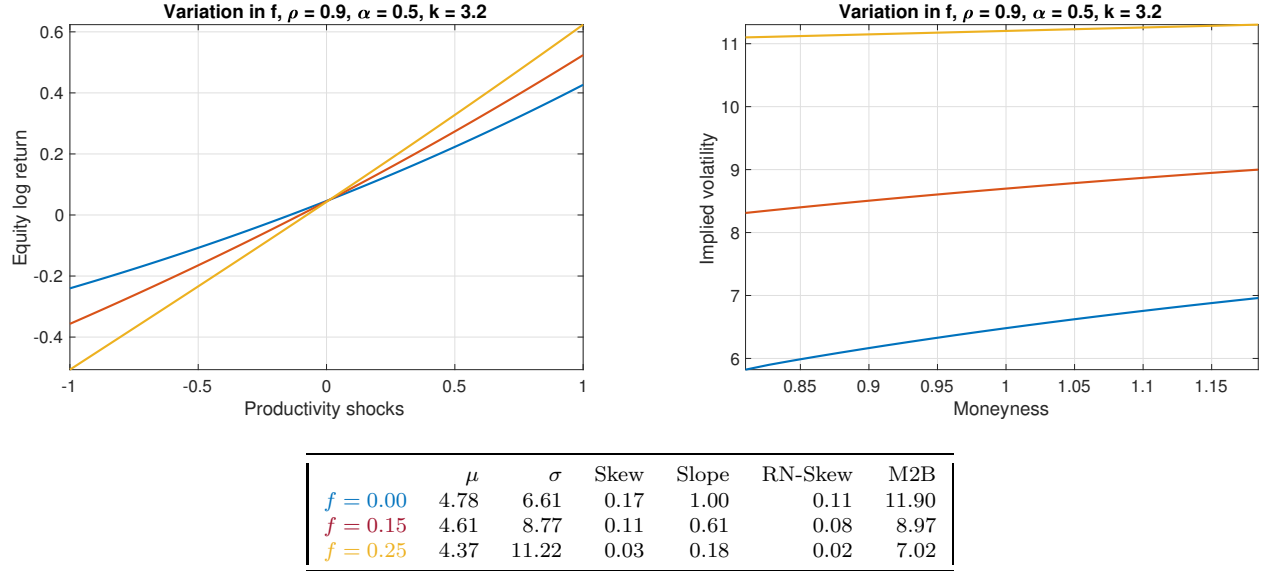 Variation in f, ρ = 0.9, α = 0.5, k = 3.2
0.6
0.4
0.2
0
-0.2
-0.4
Equity log return
-1 -0.5 0 0.5 1
Productivity shocks
Variation in f, ρ = 0.9, α = 0.5, k = 3.2
11
10
9
8
7
6
Implied volatility
0.85 0.9 0.95 1 1.05 1.1 1.15
Moneyness
μ σ Skew Slope RN-Skew M2B
f = 0.00 4.78 6.61 0.17 1.00 0.11 11.90
f = 0.15 4.61 8.77 0.11 0.61 0.08 8.97
f = 0.25 4.37 11.22 0.03 0.18 0.02 7.02